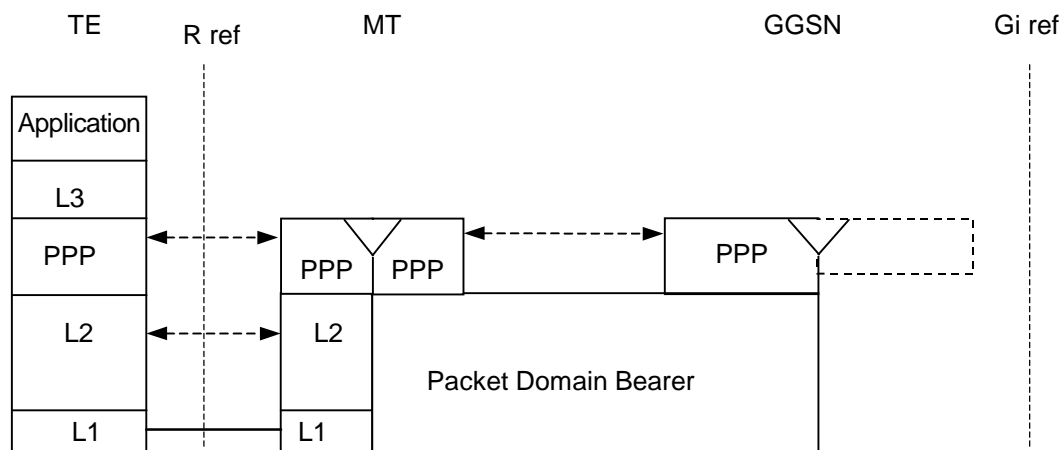 TE
R ref
MT
GGSN
Gi ref
Application
L3
PPP
PPP
PPP
PPP
L2
L2
Packet Domain Bearer
L1
L1